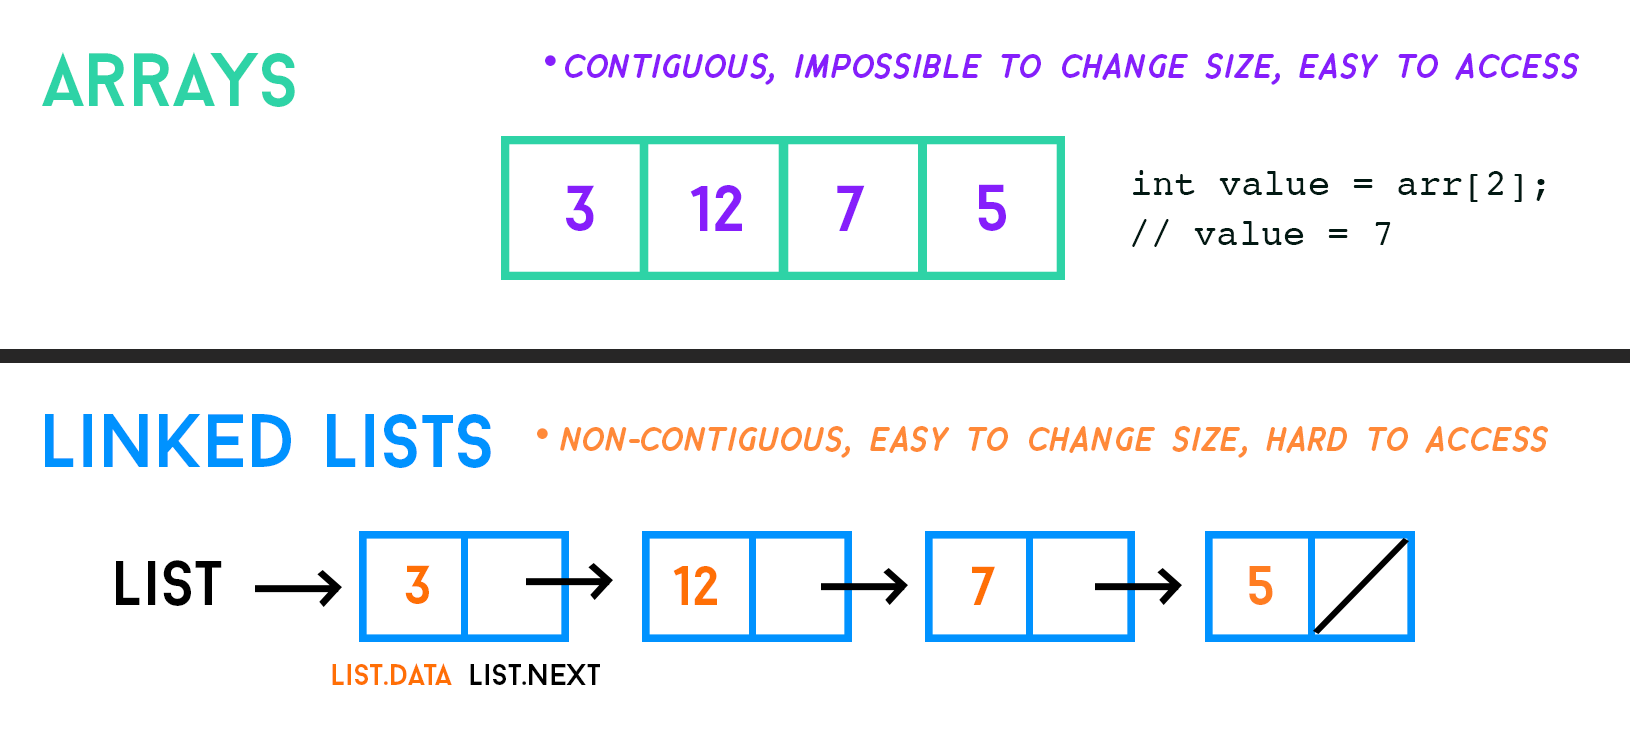 ARRAYS
• CONTIGUOUS, IMPOSSIBLE TO CHANGE SIZE, EASY TO ACCESS
3 12 7 5
int value = arr[2];
// value = 7
LINKED LISTS
• NON-CONTIGUOUS, EASY TO CHANGE SIZE, HARD TO ACCESS
LIST 3 12 7 5
LIST.DATA LIST.NEXT